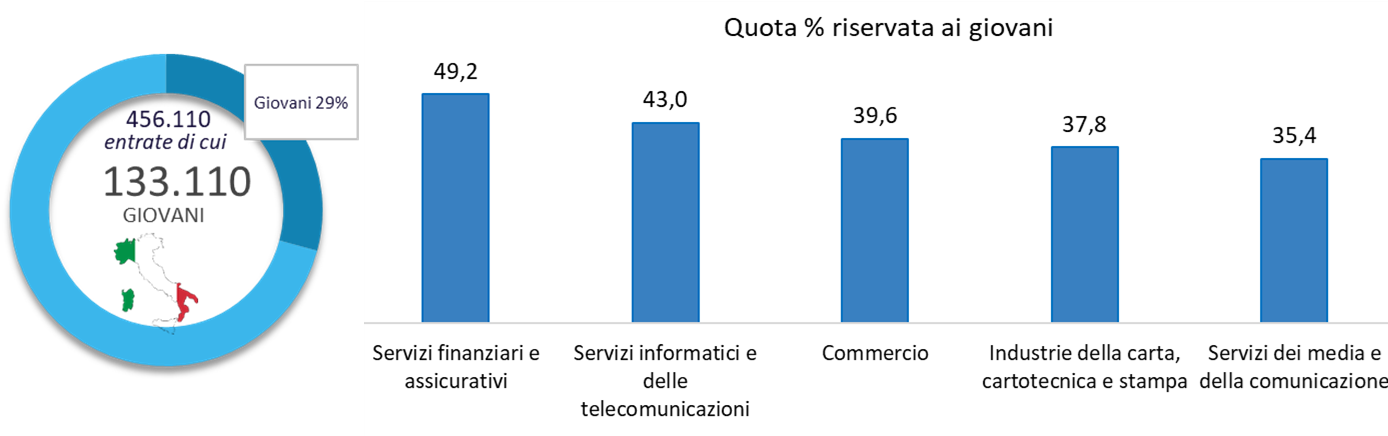 Giovani 29%
456.110
entrate di cui
133.110
GIOVANI
Quota % riservata ai giovani
49,2
43,0
39,6
37,8
35,4
Servizi finanziari e
assicurativi
Servizi informatici e
delle
telecomunicazioni
Commercio
Industrie della carta,
cartotecnica e stampa
Servizi dei media e
della comunicazione